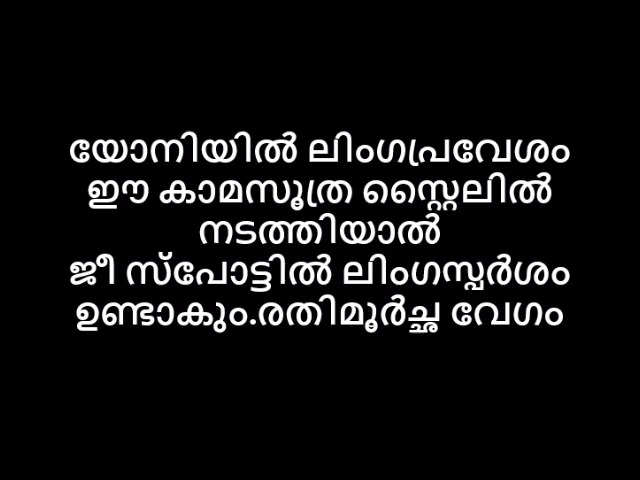 യോനിയിൽ ലിംഗപ്രവേശം
ഈ കാമസൂത്ര സ്റ്റൈലിൽ
നടത്തിയാൽ
ജീ സ്പോട്ടിൽ ലിംഗസ്പർശം
ഉണ്ടാകും.രതിമൂർച്ഛ വേഗം